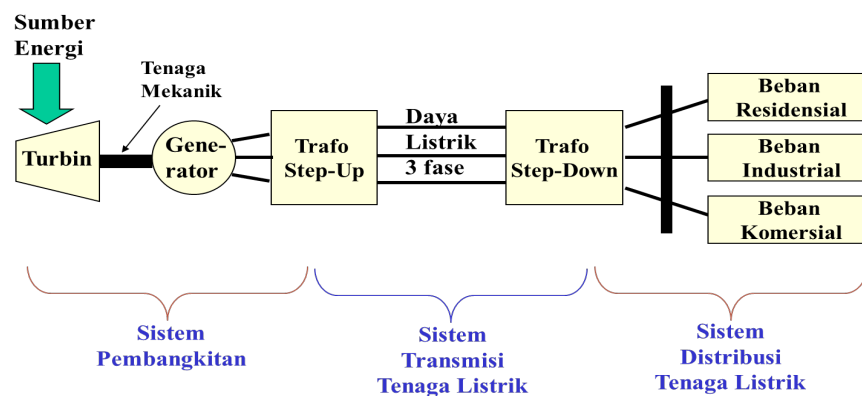 Sumber
Energi
Tenaga
Mekanik
Turbin
Gene-
rator
Trafo
Step-Up
Daya
Listrik
3 fase
Trafo
Step-Down
Beban
Residensial
Beban
Industrial
Beban
Komersial
Sistem
Pembangkitan
Sistem
Transmisi
Tenaga Listrik
Sistem
Distribusi
Tenaga Listrik